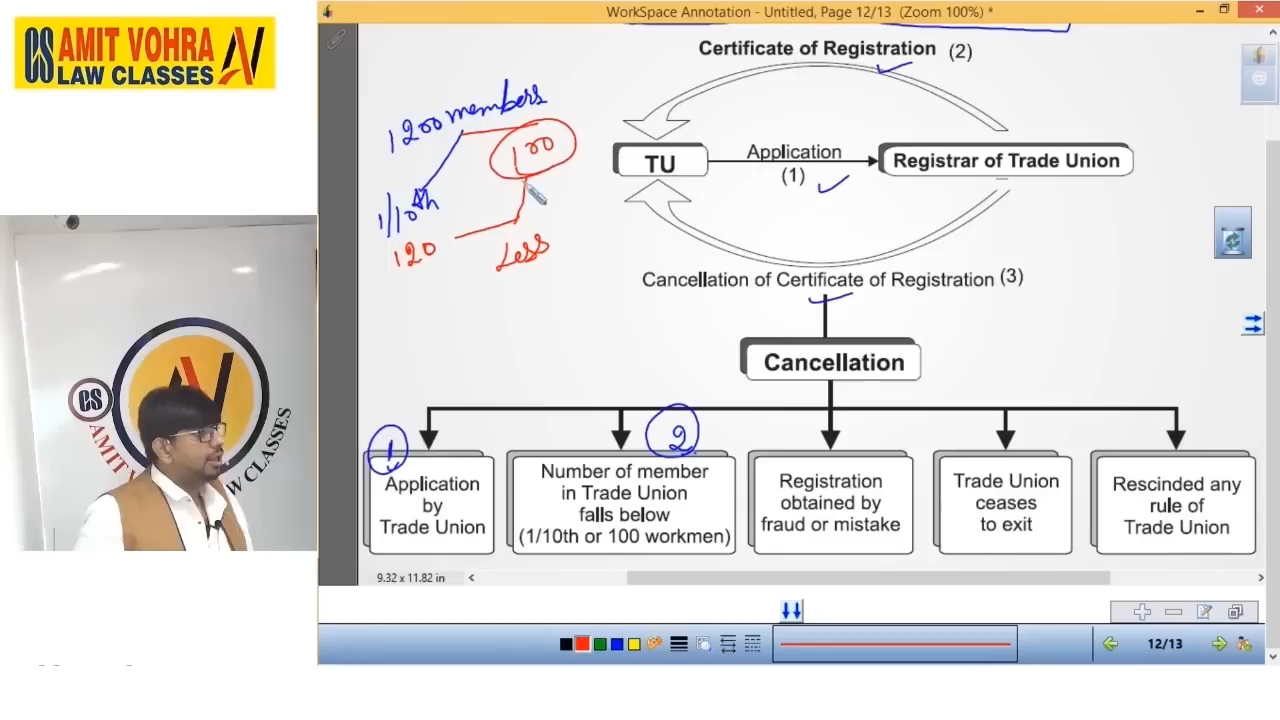 CS AMIT VOHRA
LAW CLASSES
WorkSpace Annotation - Untitled, Page 12/13 (Zoom 100%) *
Certificate of Registration (2)
1200 members
100
1/10th
120
Less
TU
Application
(1)
Registrar of Trade Union
Cancellation of Certificate of Registration (3)
Cancellation
1
Application
by
Trade Union
2
Number of member
in Trade Union
falls below
(1/10th or 100 workmen)
Registration
obtained by
fraud or mistake
Trade Union
ceases
to exit
Rescinded any
rule of
Trade Union
9.32 x 11.82 in
12/13
CS
W CLASSES